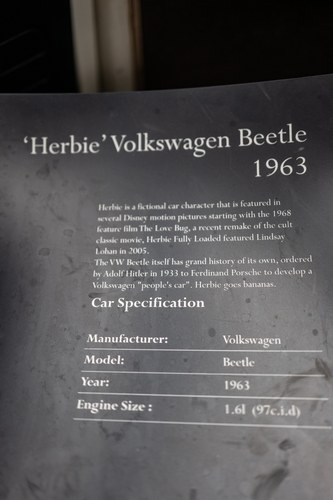 'Herbie' Volkswagen Beetle
1963
Herbie is a fictional car character that is featured in
several Disney motion pictures starting with the 1968
feature film The Love Bug, a recent remake of the cult
classic movie, Herbie Fully Loaded featured Lindsay
Lohan in 2005.
The VW Beetle itself has grand history of its own, ordered
by Adolf Hitler in 1933 to Ferdinand Porsche to develop a
Volkswagen "people's car". Herbie goes bananas.
Car Specification
Manufacturer: Volkswagen
Model: Beetle
Year: 1963
Engine Size : 1.6l (97c.i.d)